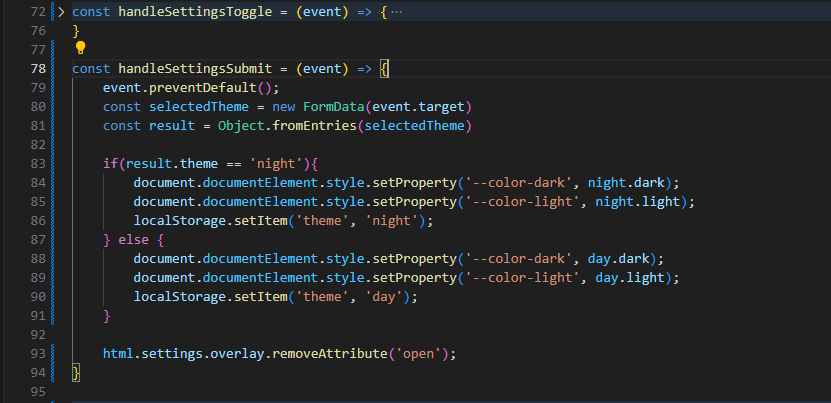 72 > const handleSettingsToggle = (event) => { ···
76 }
77
78 const handleSettingsSubmit = (event) => {
79     event.preventDefault();
80     const selectedTheme = new FormData(event.target)
81     const result = Object.fromEntries(selectedTheme)
82
83     if(result.theme == 'night'){
84         document.documentElement.style.setProperty('--color-dark', night.dark);
85         document.documentElement.style.setProperty('--color-light', night.light);
86         localStorage.setItem('theme', 'night');
87     } else {
88         document.documentElement.style.setProperty('--color-dark', day.dark);
89         document.documentElement.style.setProperty('--color-light', day.light);
90         localStorage.setItem('theme', 'day');
91     }
92
93     html.settings.overlay.removeAttribute('open');
94 }
95